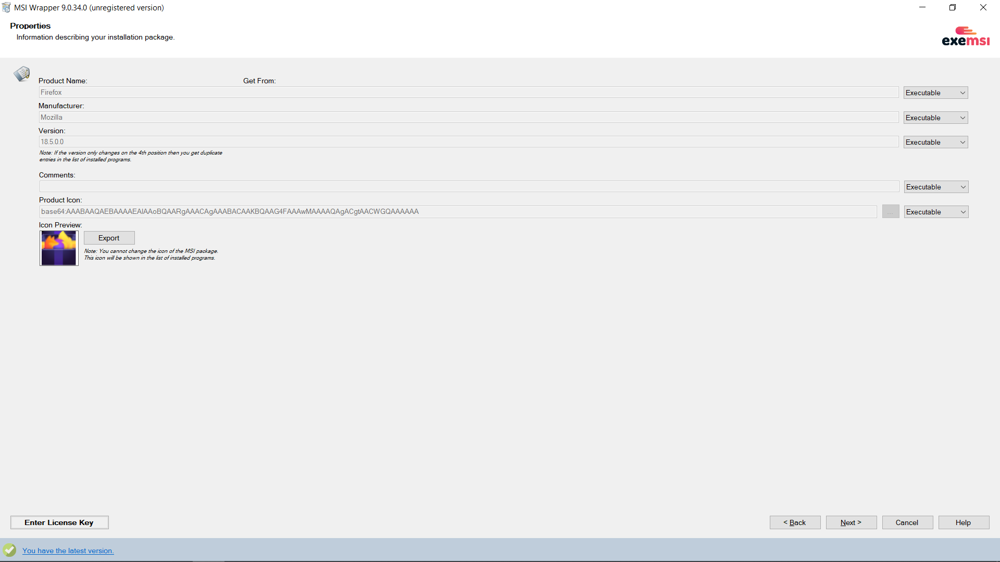 MSI Wrapper 9.0.34.0 (unregistered version)
Properties
Information describing your installation package.
exemsi
Product Name:
Get From:
Firefox
Executable
Manufacturer:
Mozilla
Executable
Version:
18.5.0.0
Executable
Note: If the version only changes on the 4th position then you get duplicate
entries in the list of installed programs.
Comments:
Executable
Product Icon:
base64:AAABAAQAEBAAAAEAIAAoBQAARgAAACAgAAABACAAKBQAAG4FAAAwMAAAAQAgACgtAACWGQAAAAAA
...
Executable
Icon Preview:
Export
Note: You cannot change the icon of the MSI package.
This icon will be shown in the list of installed programs.
Enter License Key
< Back
Next >
Cancel
Help
You have the latest version.